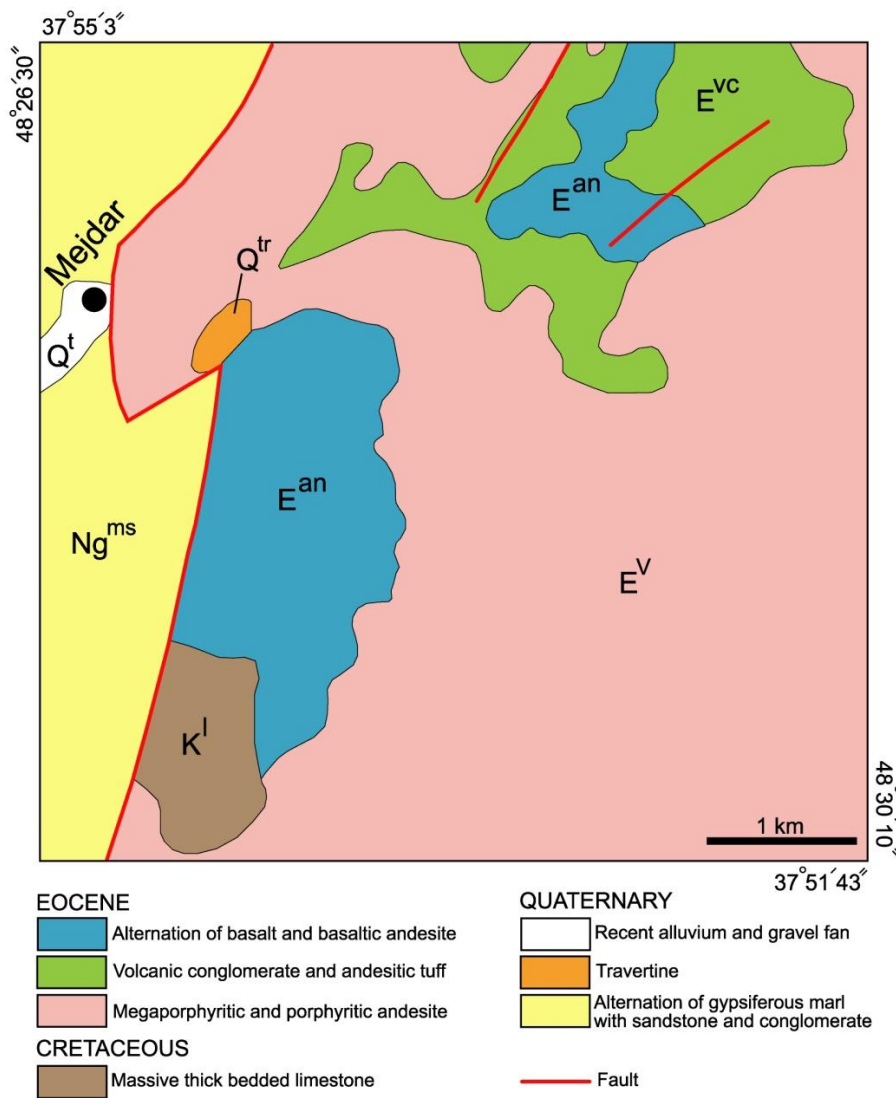 37°55′3″
48°26′30″
E^vc
E^an
Q^tr
Mejdar
Q^t
E^an
Ng^ms
E^V
K^l
1 km
48°30′10″
37°51′43″
EOCENE
Alternation of basalt and basaltic andesite
Volcanic conglomerate and andesitic tuff
Megaporphyritic and porphyritic andesite
CRETACEOUS
Massive thick bedded limestone
QUATERNARY
Recent alluvium and gravel fan
Travertine
Alternation of gypsiferous marl
with sandstone and conglomerate
Fault